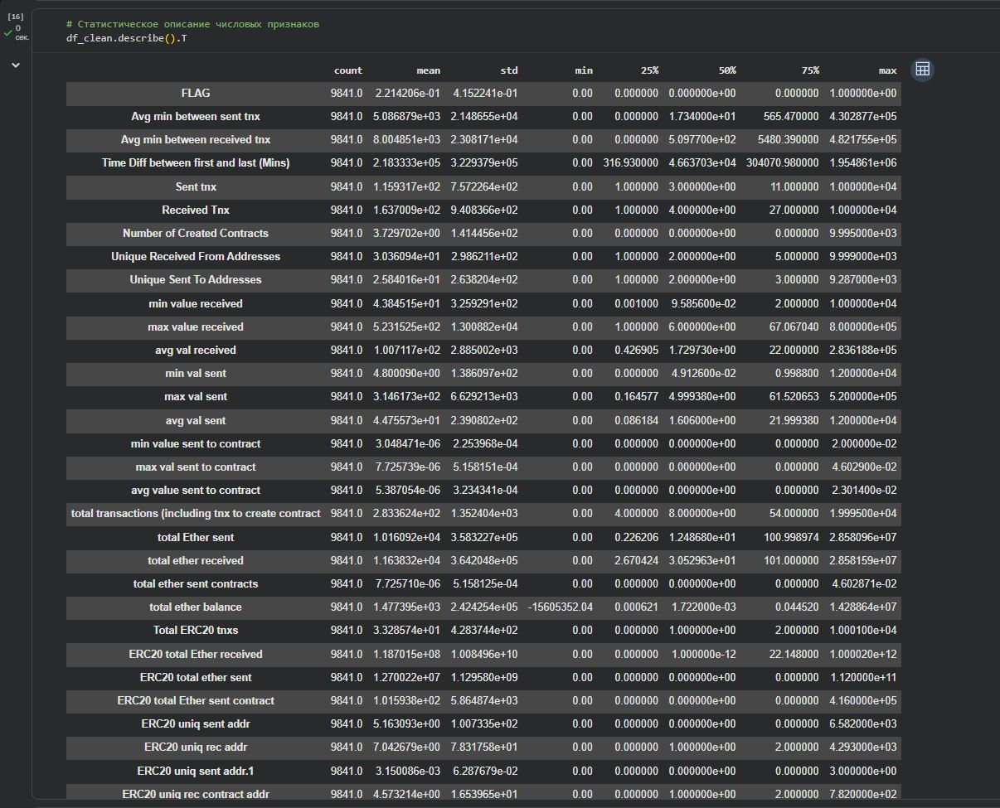 [16]
0
сек.
# Статистическое описание числовых признаков
df_clean.describe().T
count mean std min 25% 50% 75% max
FLAG 9841.0 2.214206e-01 4.152241e-01 0.00 0.000000 0.000000e+00 0.000000 1.000000e+00
Avg min between sent tnx 9841.0 5.086879e+03 2.148655e+04 0.00 0.000000 1.734000e+01 565.470000 4.302877e+05
Avg min between received tnx 9841.0 8.004851e+03 2.308171e+04 0.00 0.000000 5.097700e+02 5480.390000 4.821755e+05
Time Diff between first and last (Mins) 9841.0 2.183333e+05 3.229379e+05 0.00 316.930000 4.663703e+04 304070.980000 1.954861e+06
Sent tnx 9841.0 1.159317e+02 7.572264e+02 0.00 1.000000 3.000000e+00 11.000000 1.000000e+04
Received Tnx 9841.0 1.637009e+02 9.408366e+02 0.00 1.000000 4.000000e+00 27.000000 1.000000e+04
Number of Created Contracts 9841.0 3.729702e+00 1.414456e+02 0.00 0.000000 0.000000e+00 0.000000 9.995000e+03
Unique Received From Addresses 9841.0 3.036094e+01 2.986211e+02 0.00 1.000000 2.000000e+00 5.000000 9.999000e+03
Unique Sent To Addresses 9841.0 2.584016e+01 2.638204e+02 0.00 1.000000 2.000000e+00 3.000000 9.287000e+03
min value received 9841.0 4.384515e+01 3.259291e+02 0.00 0.001000 9.585600e-02 2.000000 1.000000e+04
max value received 9841.0 5.231525e+02 1.300882e+04 0.00 1.000000 6.000000e+00 67.067040 8.000000e+05
avg val received 9841.0 1.007117e+02 2.885002e+03 0.00 0.426905 1.729730e+00 22.000000 2.836188e+05
min val sent 9841.0 4.800090e+00 1.386097e+02 0.00 0.000000 4.912600e-02 0.998800 1.200000e+04
max val sent 9841.0 3.146173e+02 6.629213e+03 0.00 0.164577 4.999380e+00 61.520653 5.200000e+05
avg val sent 9841.0 4.475573e+01 2.390802e+02 0.00 0.086184 1.606000e+00 21.999380 1.200000e+04
min value sent to contract 9841.0 3.048471e-06 2.253968e-04 0.00 0.000000 0.000000e+00 0.000000 2.000000e-02
max val sent to contract 9841.0 7.725739e-06 5.158151e-04 0.00 0.000000 0.000000e+00 0.000000 4.602900e-02
avg value sent to contract 9841.0 5.387054e-06 3.234341e-04 0.00 0.000000 0.000000e+00 0.000000 2.301400e-02
total transactions (including tnx to create contract 9841.0 2.833624e+02 1.352404e+03 0.00 4.000000 8.000000e+00 54.000000 1.999500e+04
total Ether sent 9841.0 1.016092e+04 3.583227e+05 0.00 0.226206 1.248680e+01 100.998974 2.858096e+07
total ether received 9841.0 1.163832e+04 3.642048e+05 0.00 2.670424 3.052963e+01 101.000000 2.858159e+07
total ether sent contracts 9841.0 7.725710e-06 5.158125e-04 0.00 0.000000 0.000000e+00 0.000000 4.602871e-02
total ether balance 9841.0 1.477395e+03 2.424254e+05 -15605352.04 0.000621 1.722000e-03 0.044520 1.428864e+07
Total ERC20 tnxs 9841.0 3.328574e+01 4.283744e+02 0.00 0.000000 1.000000e+00 2.000000 1.000100e+04
ERC20 total Ether received 9841.0 1.187015e+08 1.008496e+10 0.00 0.000000 1.000000e-12 22.148000 1.000020e+12
ERC20 total ether sent 9841.0 1.270022e+07 1.129580e+09 0.00 0.000000 0.000000e+00 0.000000 1.120000e+11
ERC20 total Ether sent contract 9841.0 1.015938e+02 5.864874e+03 0.00 0.000000 0.000000e+00 0.000000 4.160000e+05
ERC20 uniq sent addr 9841.0 5.163093e+00 1.007335e+02 0.00 0.000000 0.000000e+00 0.000000 6.582000e+03
ERC20 uniq rec addr 9841.0 7.042679e+00 7.831758e+01 0.00 0.000000 1.000000e+00 2.000000 4.293000e+03
ERC20 uniq sent addr.1 9841.0 3.150086e-03 6.287679e-02 0.00 0.000000 0.000000e+00 0.000000 3.000000e+00
ERC20 uniq rec contract addr 9841.0 4.573214e+00 1.653965e+01 0.00 0.000000 1.000000e+00 2.000000 7.820000e+02